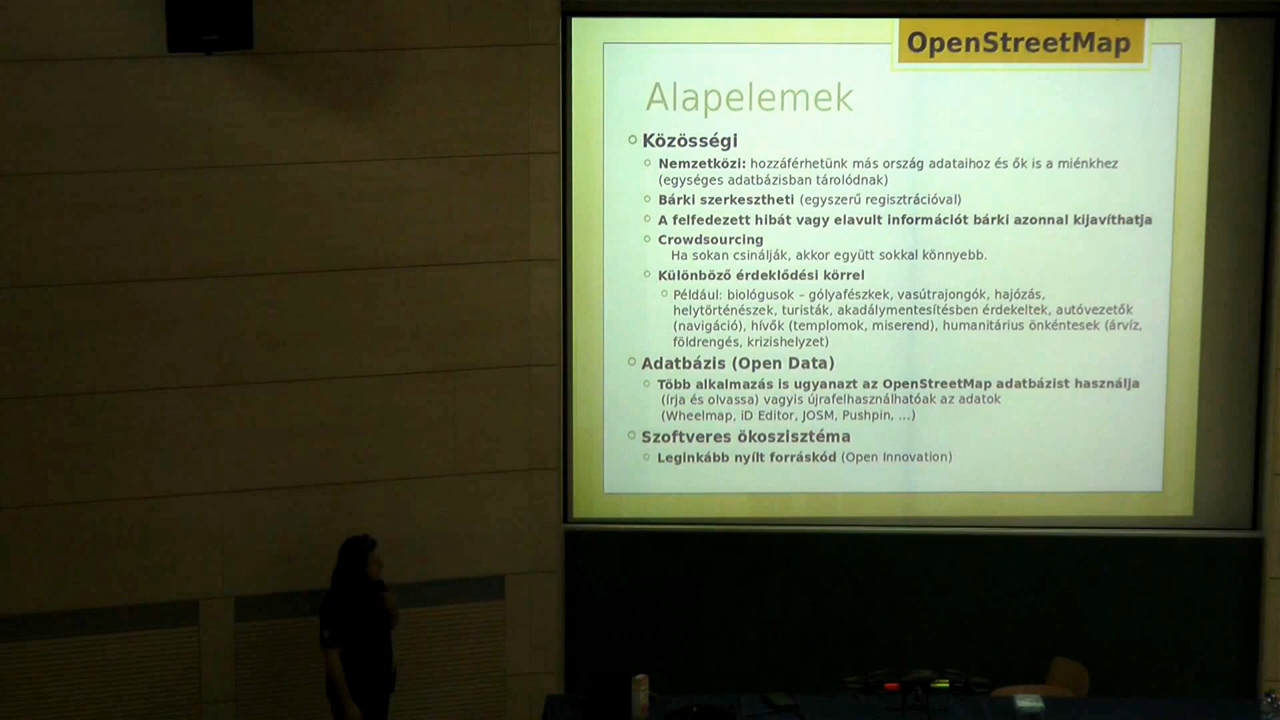 OpenStreetMap
Alapelemek
Közösségi
Nemzetközi: hozzáférhetünk más ország adataihoz és ők is a miénkhez
(egységes adatbázisban tárolódnak)
Bárki szerkesztheti (egyszerű regisztrációval)
A felfedezett hibát vagy elavult információt bárki azonnal kijavíthatja
Crowdsourcing
Ha sokan csinálják, akkor együtt sokkal könnyebb.
Különböző érdeklődési körrel
Például: biológusok – gólyafészkek, vasútrajongók, hajózás,
helytörténészek, turisták, akadálymentesítésben érdekeltek, autóvezetők
(navigáció), hívők (templomok, miserend), humanitárius önkéntesek (árvíz,
földrengés, krizishelyzet)
Adatbázis (Open Data)
Több alkalmazás is ugyanazt az OpenStreetMap adatbázist használja
(írja és olvassa) vagyis újrafelhasználhatóak az adatok
(Wheelmap, iD Editor, JOSM, Pushpin, ...)
Szoftveres ökoszisztéma
Leginkább nyílt forráskód (Open Innovation)